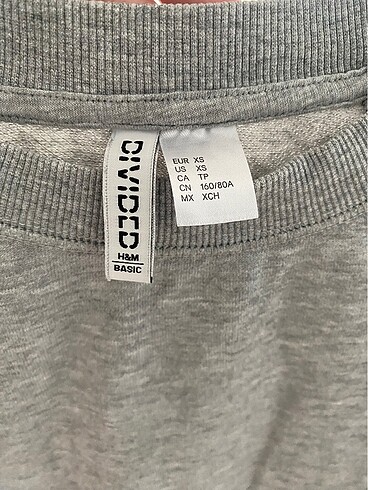 DIVIDED
H&M
BASIC
EUR XS
US XS
CA TP
CN 160/80A
MX XCH